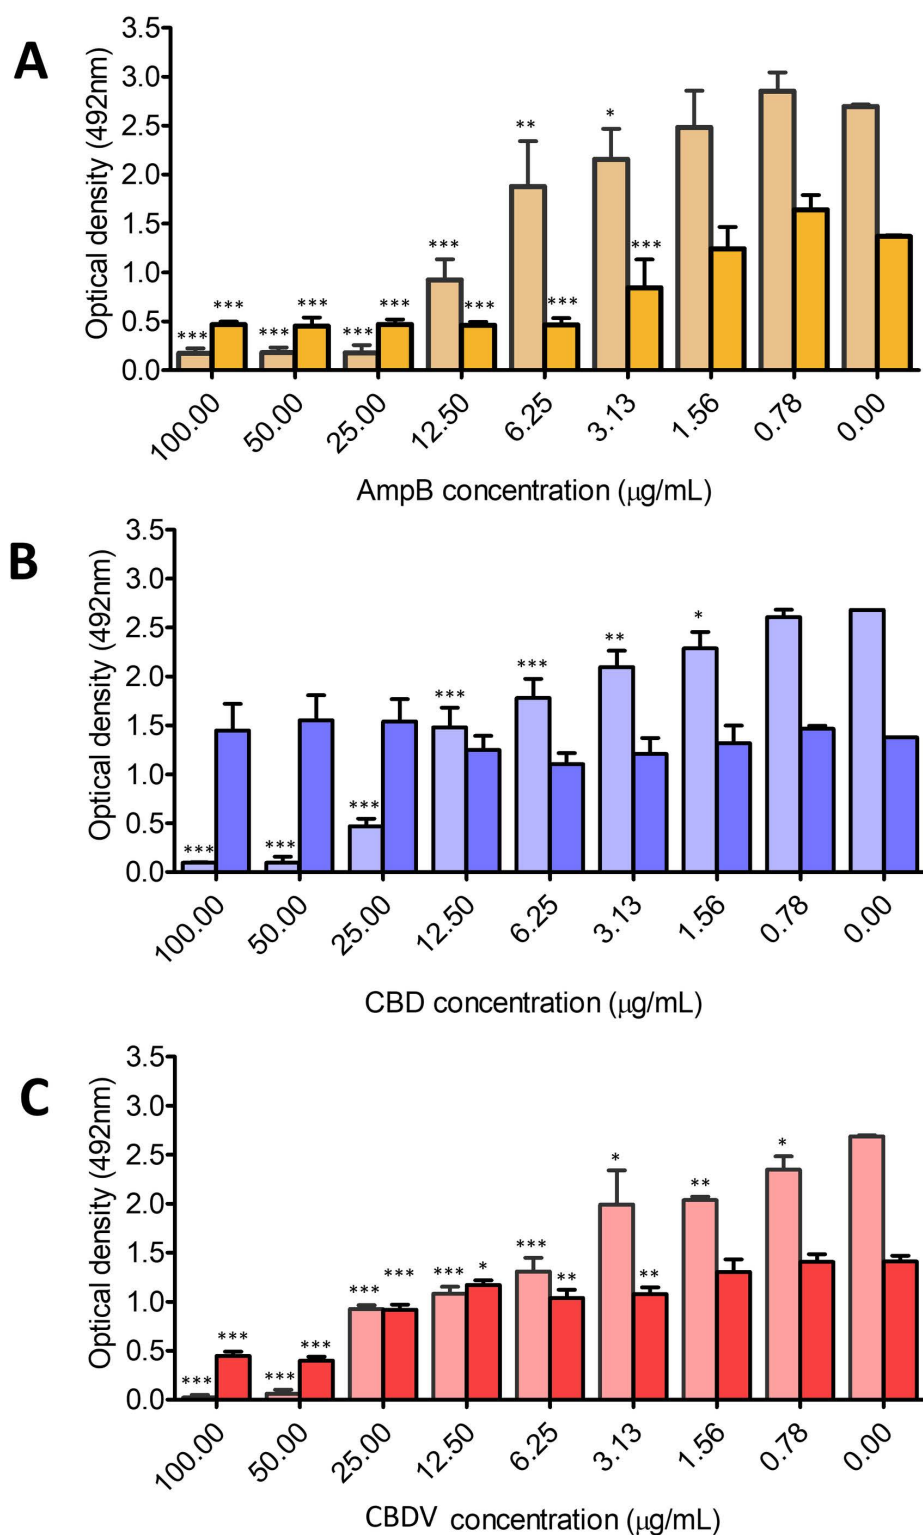 A
Optical density (492nm)
3.5
3.0
2.5
2.0
1.5
1.0
0.5
0.0
*** *** *** *** *** *** *** *** ** *** * ***
100.00 50.00 25.00 12.50 6.25 3.13 1.56 0.78 0.00
AmpB concentration (μg/mL)
B
Optical density (492nm)
3.5
3.0
2.5
2.0
1.5
1.0
0.5
0.0
*** *** *** *** *** ** *
100.00 50.00 25.00 12.50 6.25 3.13 1.56 0.78 0.00
CBD concentration (μg/mL)
C
Optical density (492nm)
3.5
3.0
2.5
2.0
1.5
1.0
0.5
0.0
*** *** *** *** *** *** *** * *** ** * ** ** *
100.00 50.00 25.00 12.50 6.25 3.13 1.56 0.78 0.00
CBDV concentration (μg/mL)